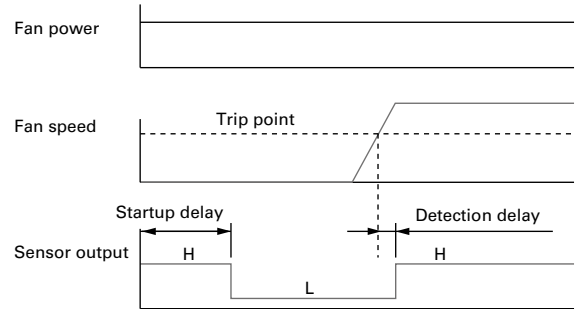 Fan power
Fan speed
Trip point
Startup delay
Detection delay
Sensor output
H
H
L